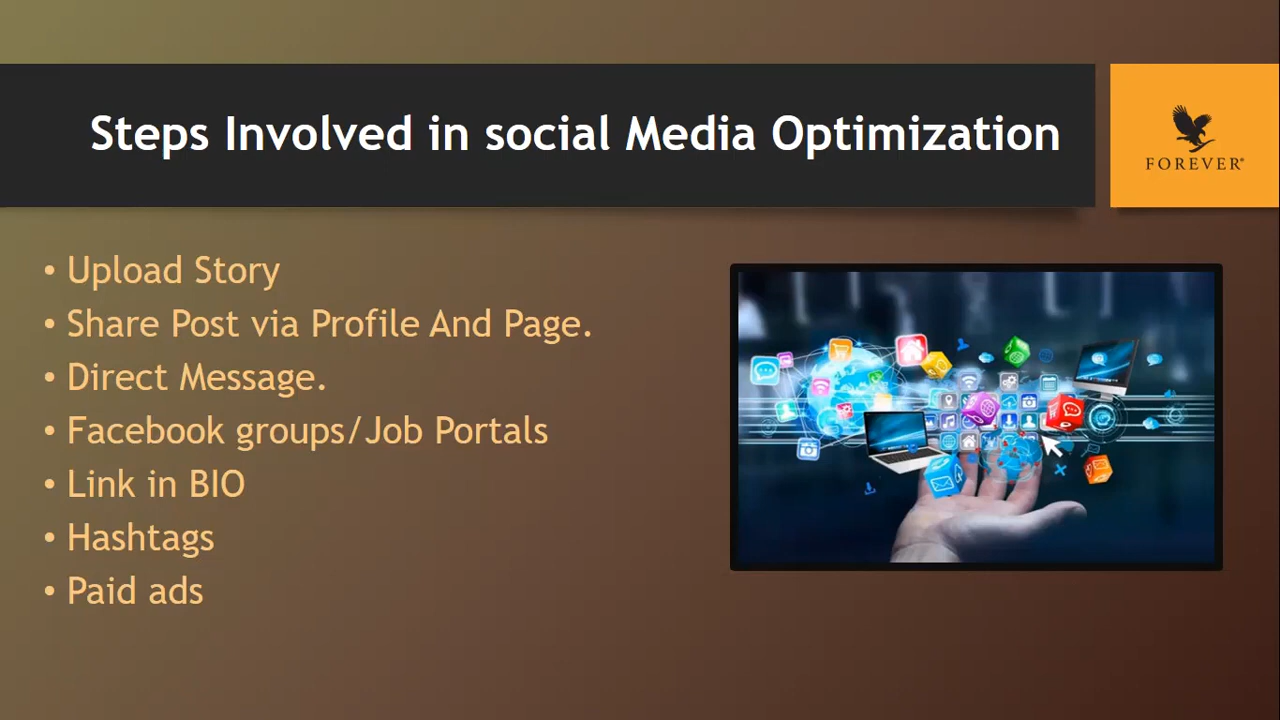 Steps Involved in social Media Optimization
FOREVER®
• Upload Story
• Share Post via Profile And Page.
• Direct Message.
• Facebook groups/Job Portals
• Link in BIO
• Hashtags
• Paid ads